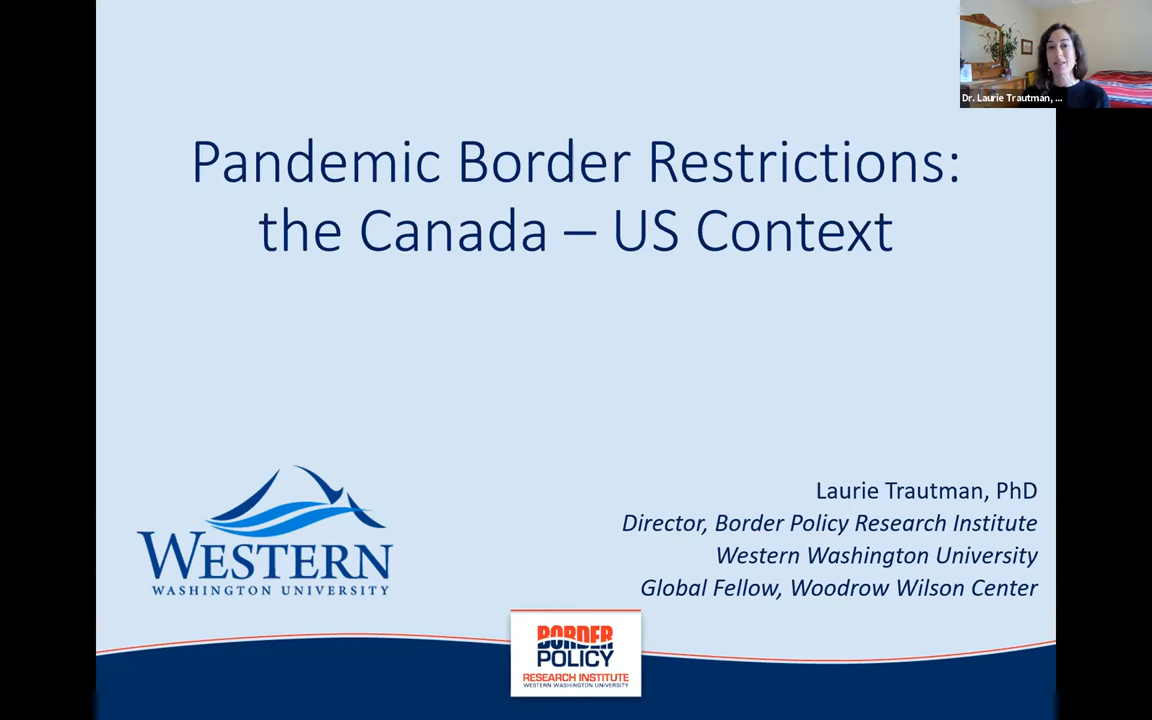 Dr. Laurie Trautman, ...
Pandemic Border Restrictions:
the Canada – US Context
WESTERN
WASHINGTON UNIVERSITY
Laurie Trautman, PhD
Director, Border Policy Research Institute
Western Washington University
Global Fellow, Woodrow Wilson Center
BORDER
POLICY
RESEARCH INSTITUTE
WESTERN WASHINGTON UNIVERSITY